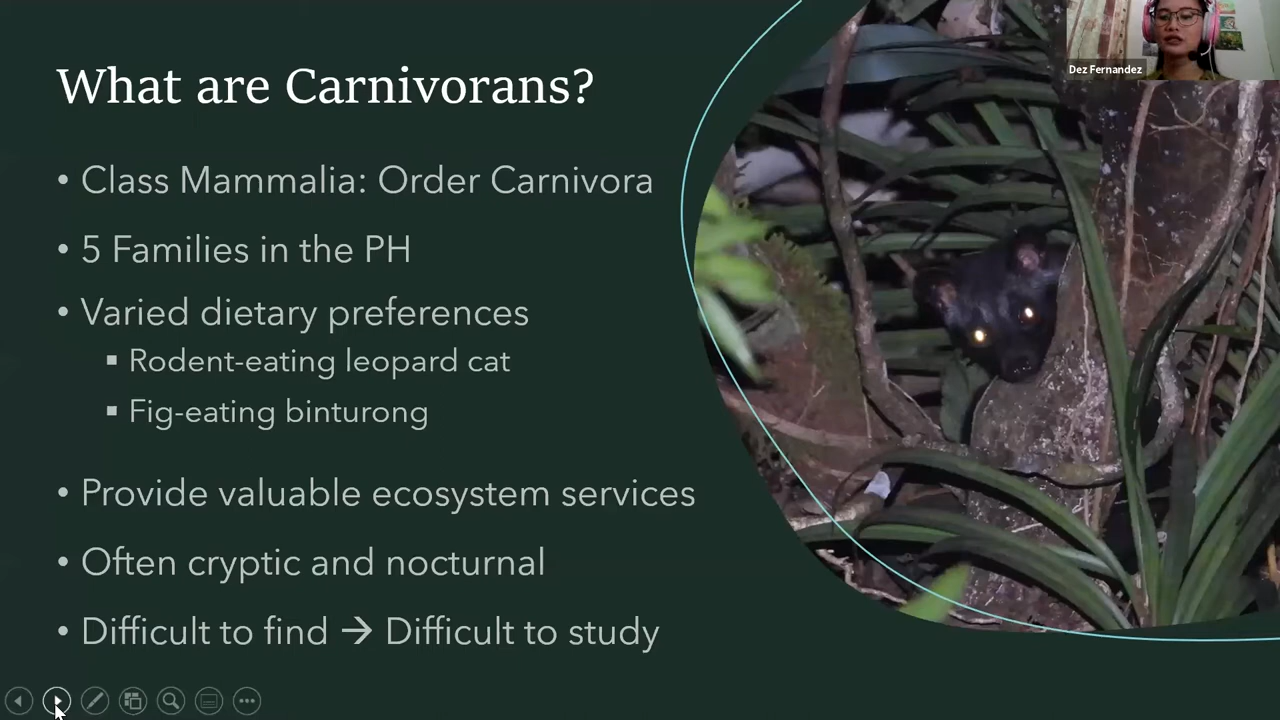 What are Carnivorans?
• Class Mammalia: Order Carnivora
• 5 Families in the PH
• Varied dietary preferences
▪ Rodent-eating leopard cat
▪ Fig-eating binturong
• Provide valuable ecosystem services
• Often cryptic and nocturnal
• Difficult to find → Difficult to study
Dez Fernandez